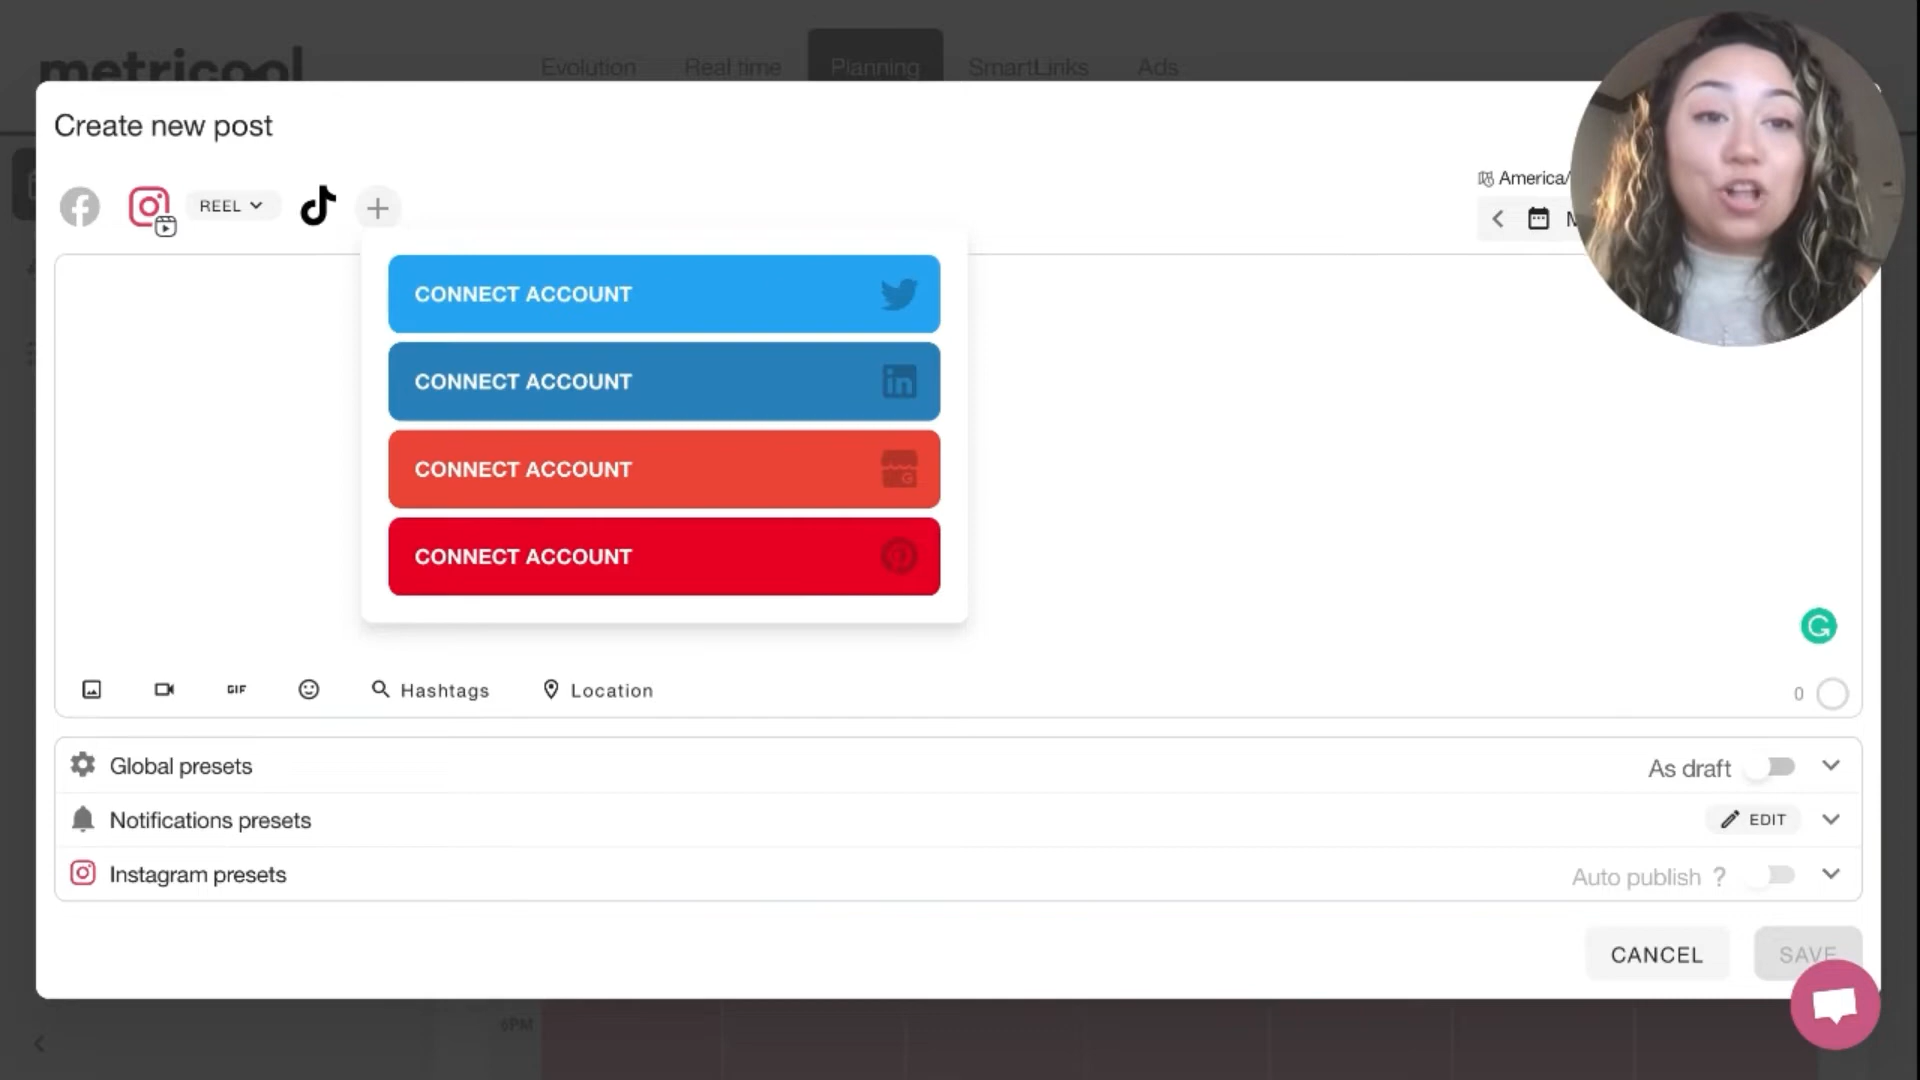 metricool
Evolution Real time Planning SmartLinks Ads
Create new post
America/
REEL
CONNECT ACCOUNT
CONNECT ACCOUNT
CONNECT ACCOUNT
CONNECT ACCOUNT
GIF Hashtags Location 0
Global presets As draft
Notifications presets EDIT
Instagram presets Auto publish ?
CANCEL SAVE
6PM